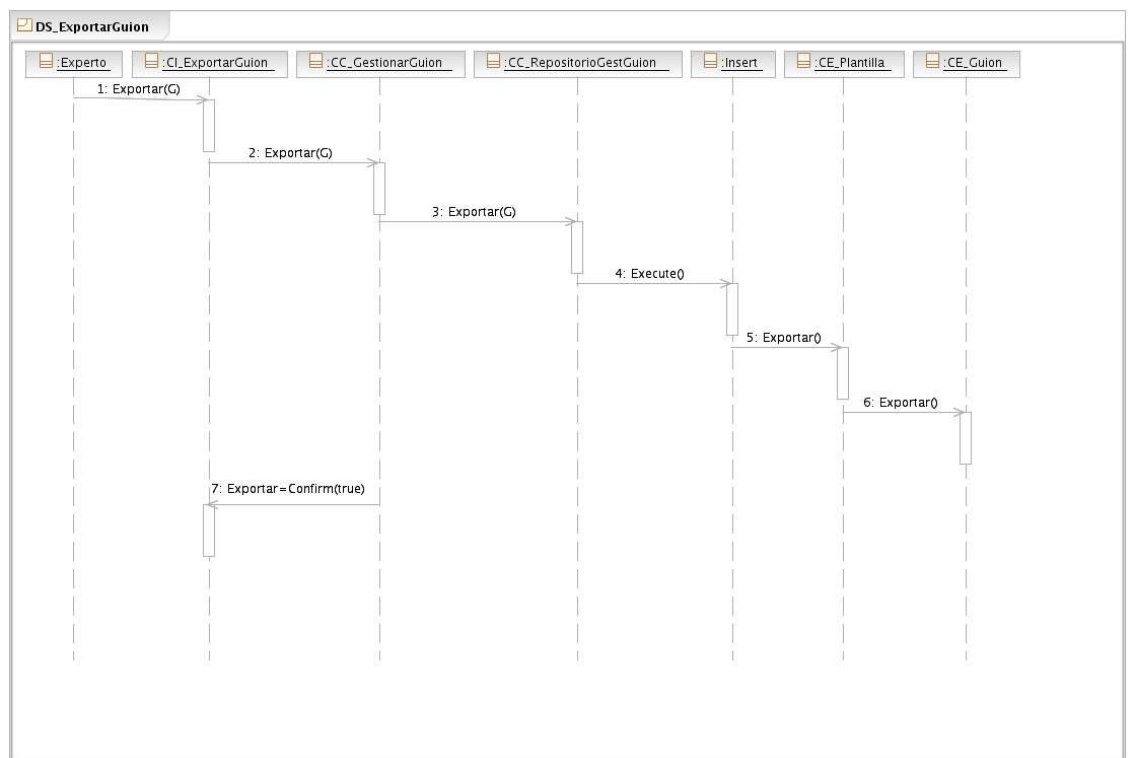 DS_ExportarGuion
:Experto
:CI_ExportarGuion
:CC_GestionarGuion
:CC_RepositorioGestGuion
:Insert
:CE_Plantilla
:CE_Guion
1: Exportar(G)
2: Exportar(G)
3: Exportar(G)
4: Execute()
5: Exportar()
6: Exportar()
7: Exportar=Confirm(true)